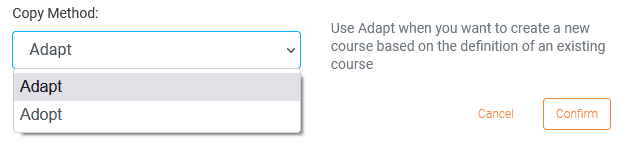 Copy Method:
Adapt
Adapt
Adopt
Use Adapt when you want to create a new
course based on the definition of an existing
course
Cancel
Confirm